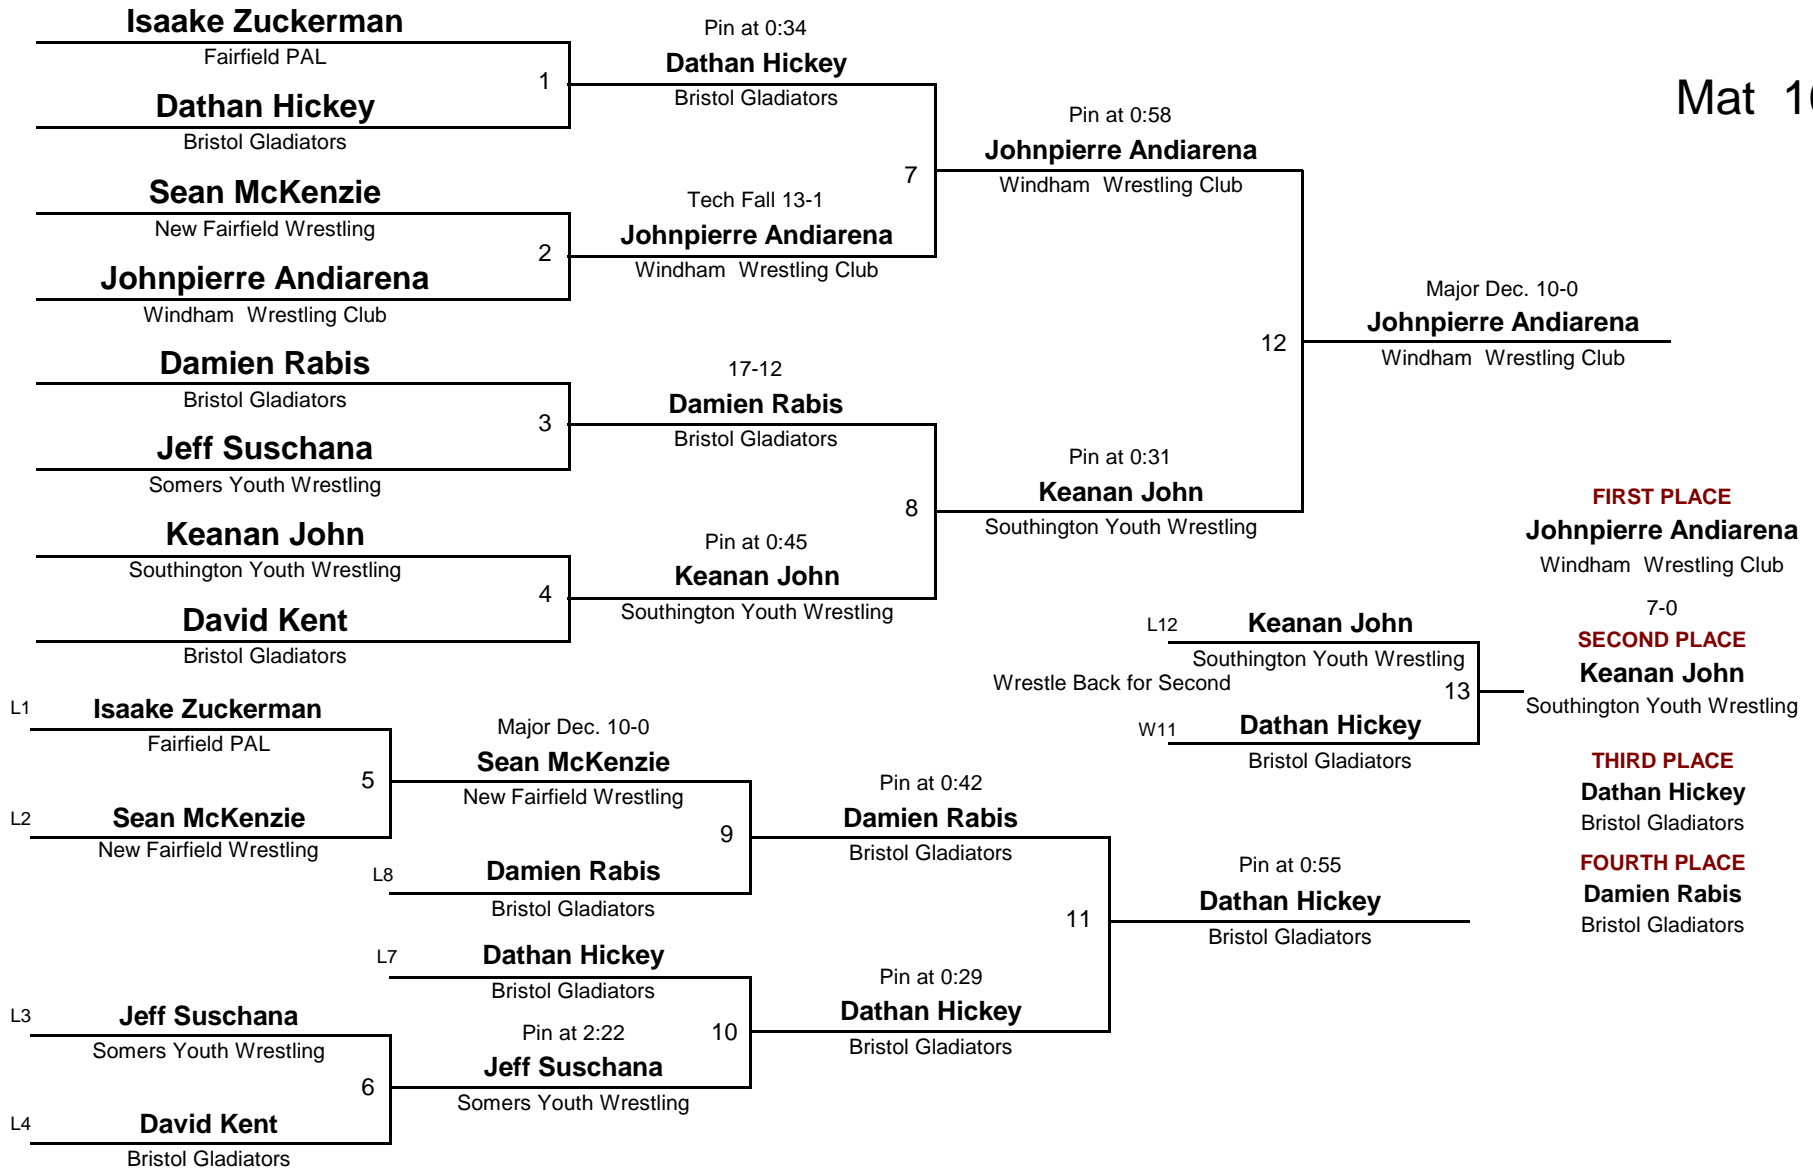 Isaake Zuckerman
Fairfield PAL
1
Dathan Hickey
Bristol Gladiators
Sean McKenzie
New Fairfield Wrestling
2
Johnpierre Andiarena
Windham  Wrestling Club
Damien Rabis
Bristol Gladiators
3
Jeff Suschana
Somers Youth Wrestling
Keanan John
Southington Youth Wrestling
4
David Kent
Bristol Gladiators
Pin at 0:34
Dathan Hickey
Bristol Gladiators
7
Tech Fall 13-1
Johnpierre Andiarena
Windham  Wrestling Club
17-12
Damien Rabis
Bristol Gladiators
8
Pin at 0:45
Keanan John
Southington Youth Wrestling
Pin at 0:58
Johnpierre Andiarena
Windham  Wrestling Club
12
Pin at 0:31
Keanan John
Southington Youth Wrestling
Mat
Major Dec. 10-0
Johnpierre Andiarena
Windham  Wrestling Club
L1 Isaake Zuckerman
Fairfield PAL
5
L2 Sean McKenzie
New Fairfield Wrestling
L3 Jeff Suschana
Somers Youth Wrestling
6
L4 David Kent
Bristol Gladiators
Major Dec. 10-0
Sean McKenzie
New Fairfield Wrestling
9
L8 Damien Rabis
Bristol Gladiators
L7 Dathan Hickey
Bristol Gladiators
10
Pin at 2:22
Jeff Suschana
Somers Youth Wrestling
Pin at 0:42
Damien Rabis
Bristol Gladiators
11
Pin at 0:29
Dathan Hickey
Bristol Gladiators
Pin at 0:55
Dathan Hickey
Bristol Gladiators
L12 Keanan John
Southington Youth Wrestling
Wrestle Back for Second
13
W11 Dathan Hickey
Bristol Gladiators
FIRST PLACE
Johnpierre Andiarena
Windham  Wrestling Club
7-0
SECOND PLACE
Keanan John
Southington Youth Wrestling
THIRD PLACE
Dathan Hickey
Bristol Gladiators
FOURTH PLACE
Damien Rabis
Bristol Gladiators